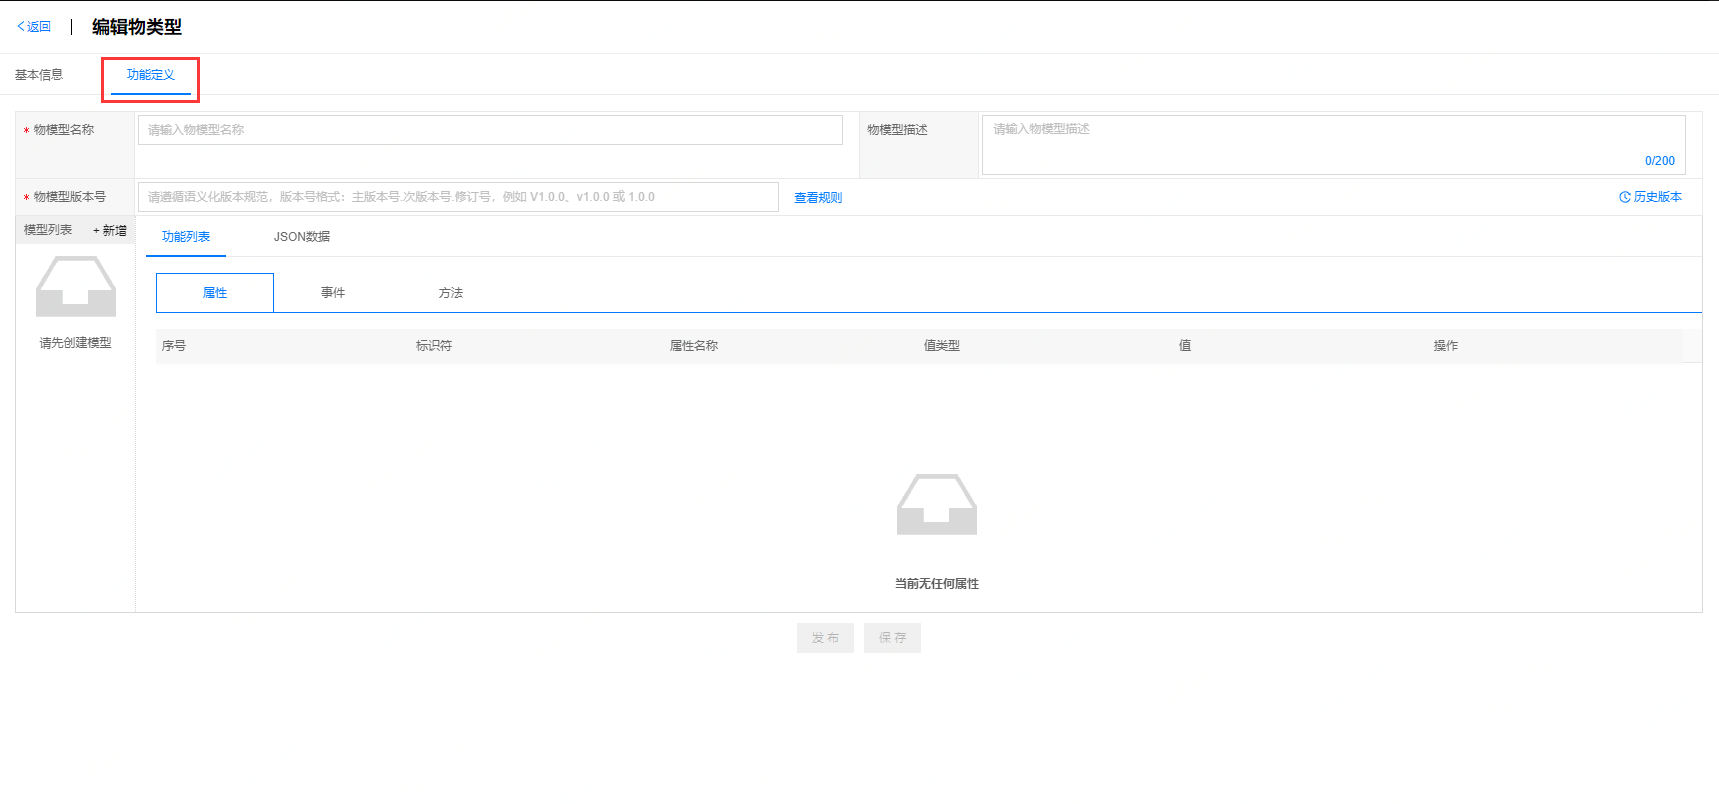 返回
编辑物类型
基本信息 功能定义
* 物模型名称 请输入物模型名称 物模型描述 请输入物模型描述
0/200
* 物模型版本号 请遵循语义化版本规范，版本号格式：主版本号.次版本号.修订号，例如 V1.0.0、v1.0.0 或 1.0.0 查看规则 历史版本
模型列表 + 新增 功能列表 JSON数据
属性 事件 方法
请先创建模型
序号 标识符 属性名称 值类型 值 操作
当前无任何属性
发布 保存